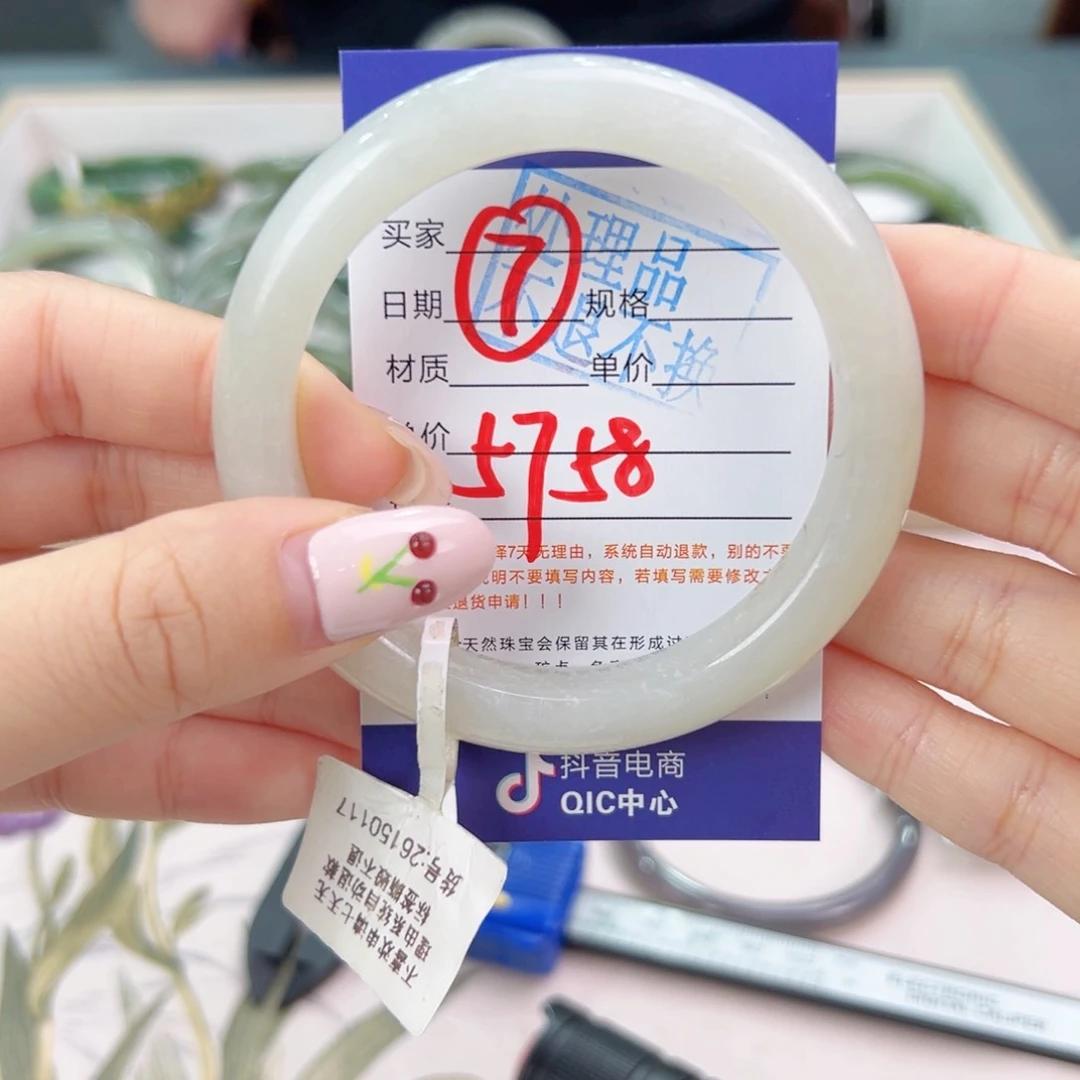 买家
⑦
处理品
不退不换
日期 规格
材质 单价
价
5758
择7天无理由，系统自动退款，别的不要
说明不要填写内容，若填写需要修改
退货申请！！！
天然珠宝会保留其在形成过
抖音电商
QIC中心
货号:26150117
标签撕毁不退
理由系统自动退款
不喜欢申请七天无